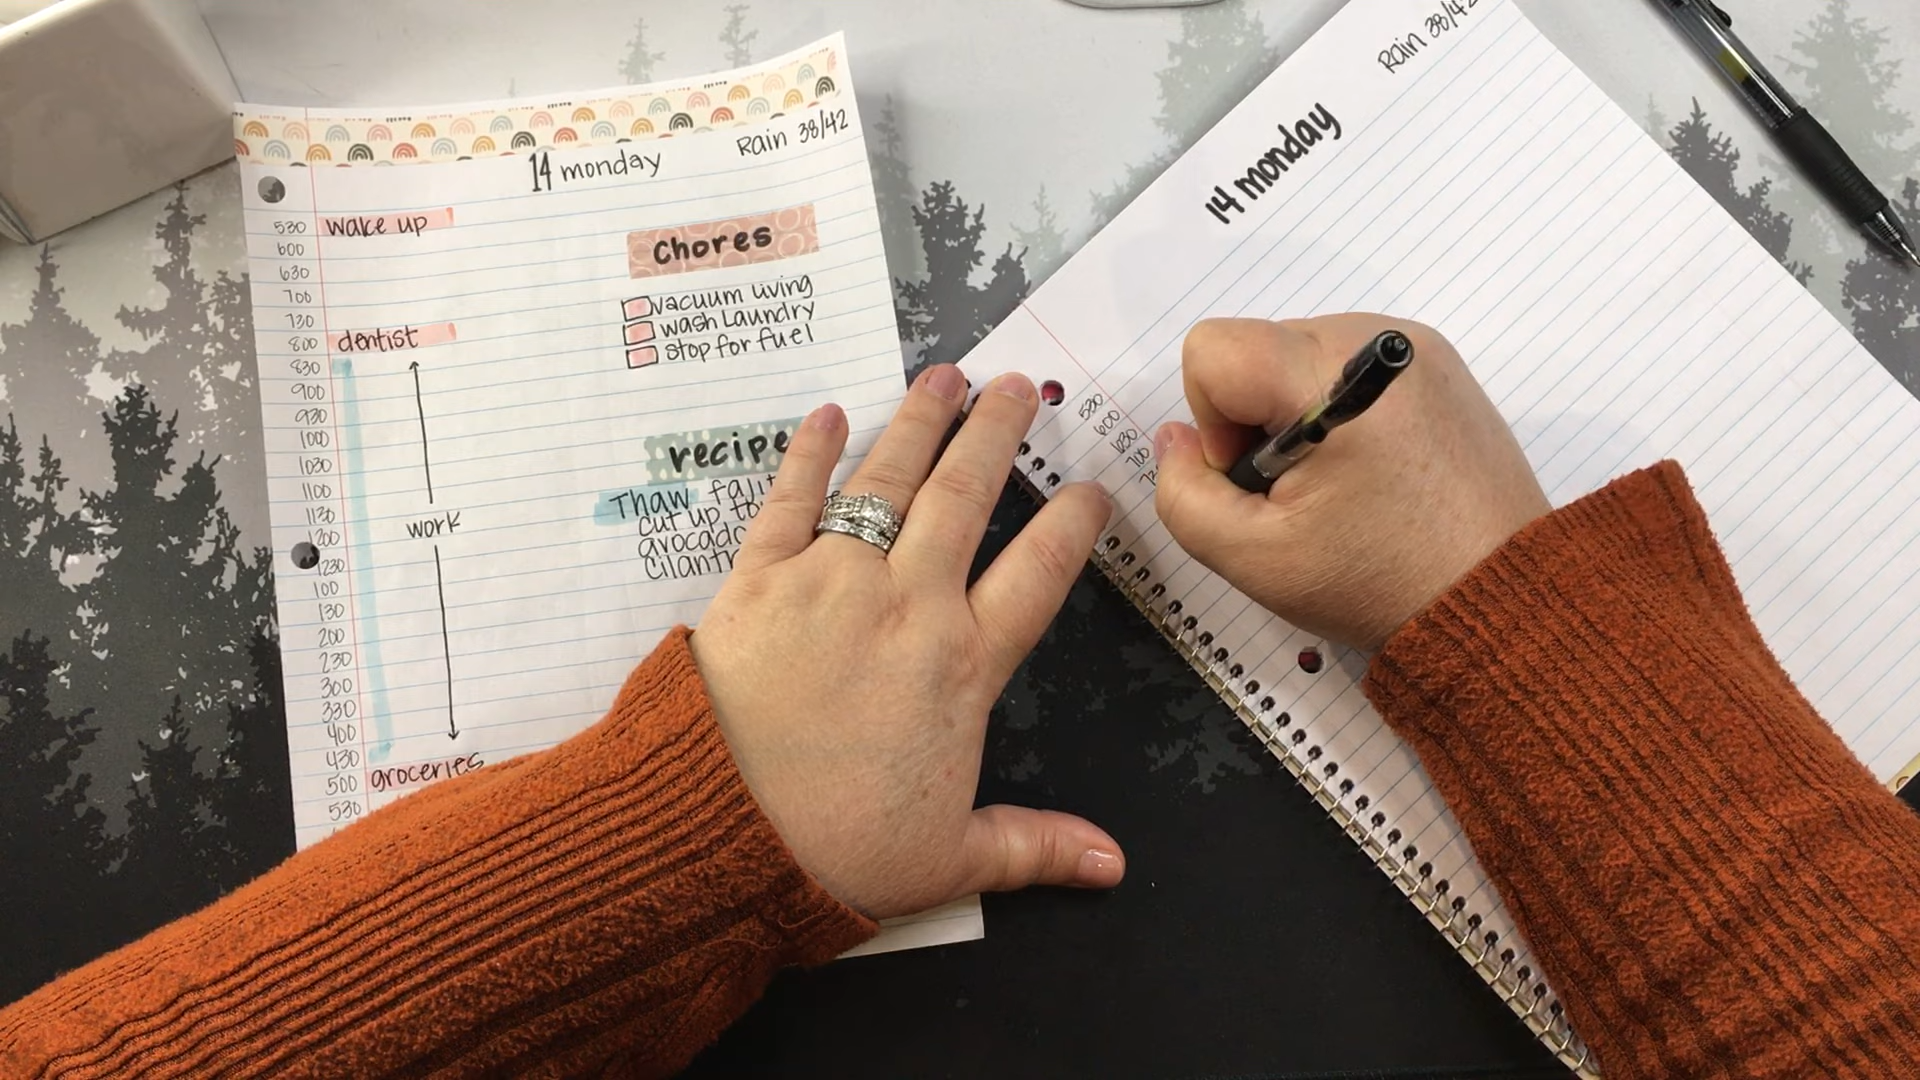 14 monday
Rain 38/42
530 wake up
600
630
700
730
800 dentist
830
900
930
1000
1030
1100
1130
1200
1230
100
130
200
230
300
330
400
430
500 groceries
530
work
chores
vacuum living
wash laundry
stop for fuel
recipe
Thaw
cut up
Rain 38/42
14 monday
530
600
630
700